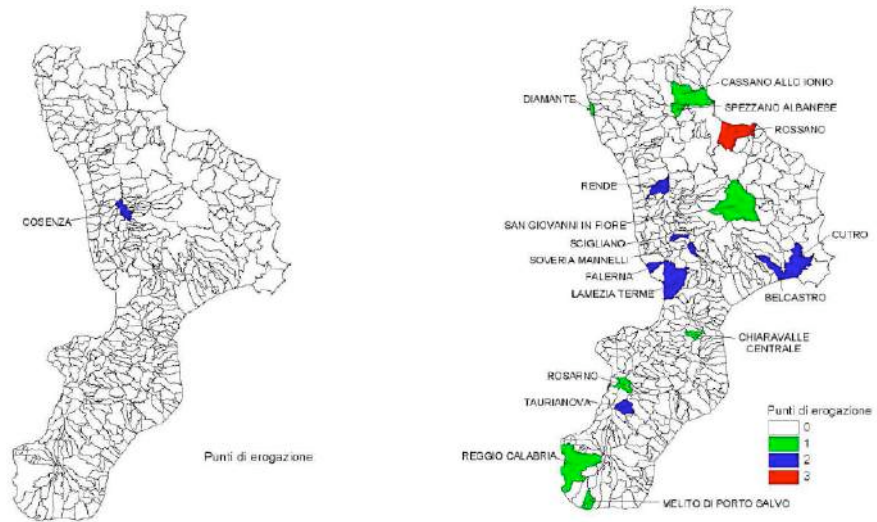 COSENZA
Punti di erogazione
DIAMANTE
CASSANO ALLO IONIO
SPEZZANO ALBANESE
ROSSANO
RENDE
SAN GIOVANNI IN FIORE
SCIGLIANO
SOVERIA MANNELLI
FALERNA
LAMEZIA TERME
CUTRO
BELCASTRO
CHIARAVALLE
CENTRALE
ROSARNO
TAURIANOVA
REGGIO CALABRIA
MELITO DI PORTO SALVO
Punti di erogazione
0
1
2
3